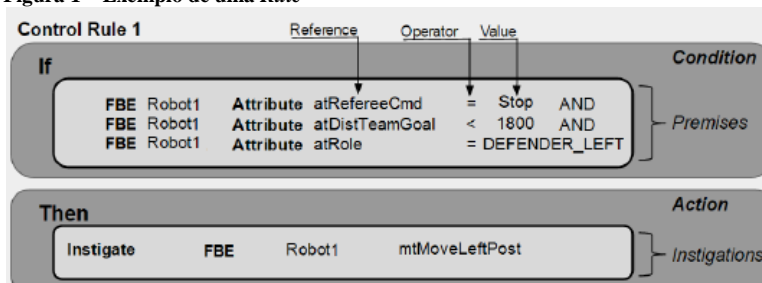 Figura 1 – Exemplo de uma Rule
Control Rule 1 Reference Operator Value
If Condition
FBE Robot1 Attribute atRefereeCmd = Stop AND
FBE Robot1 Attribute atDistTeamGoal < 1800 AND Premises
FBE Robot1 Attribute atRole = DEFENDER_LEFT
Then Action
Instigate FBE Robot1 mtMoveLeftPost Instigations